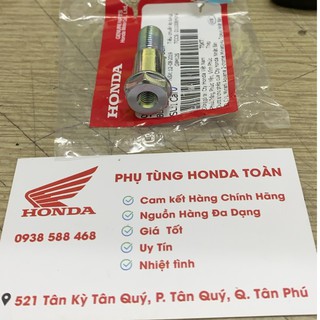 HONDA
PHỤ TÙNG HONDA TOÀN
Cam kết Hàng Chính Hãng
Nguồn Hàng Đa Dạng
Giá Tốt
Uy Tín
Nhiệt tình
HONDA
0938 588 468
521 Tân Kỳ Tân Quý, P. Tân Quý, Q. Tân Phú